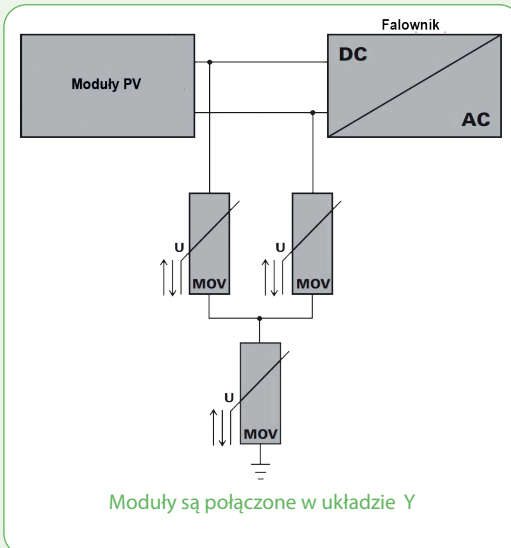 Falownik
Moduły PV
DC
AC
U
MOV
U
MOV
U
MOV
Moduły są połączone w układzie Y